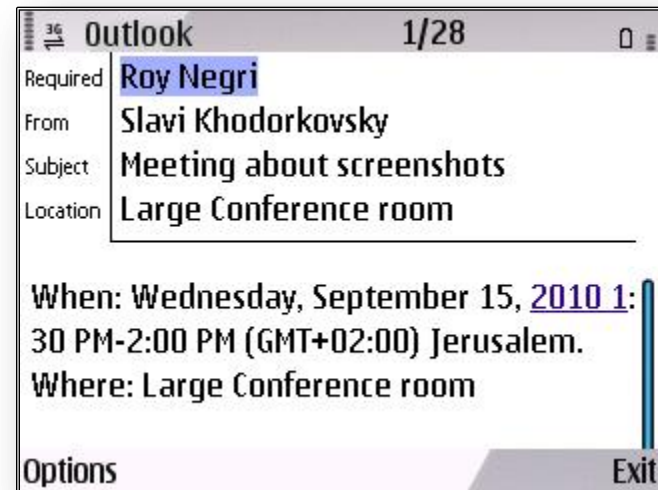 3G Outlook 1/28
Required Roy Negri
From Slavi Khodorkovsky
Subject Meeting about screenshots
Location Large Conference room
When: Wednesday, September 15, 2010 1:
30 PM-2:00 PM (GMT+02:00) Jerusalem.
Where: Large Conference room
Options Exit